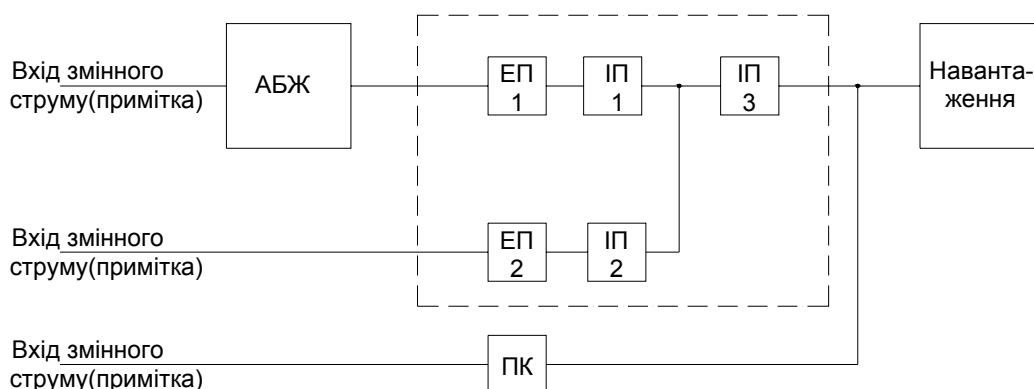 Вхід змінного
струму(примітка)
АБЖ
ЕП
1
ІП
1
ІП
3
Наванта-
ження
Вхід змінного
струму(примітка)
ЕП
2
ІП
2
Вхід змінного
струму(примітка)
ПК